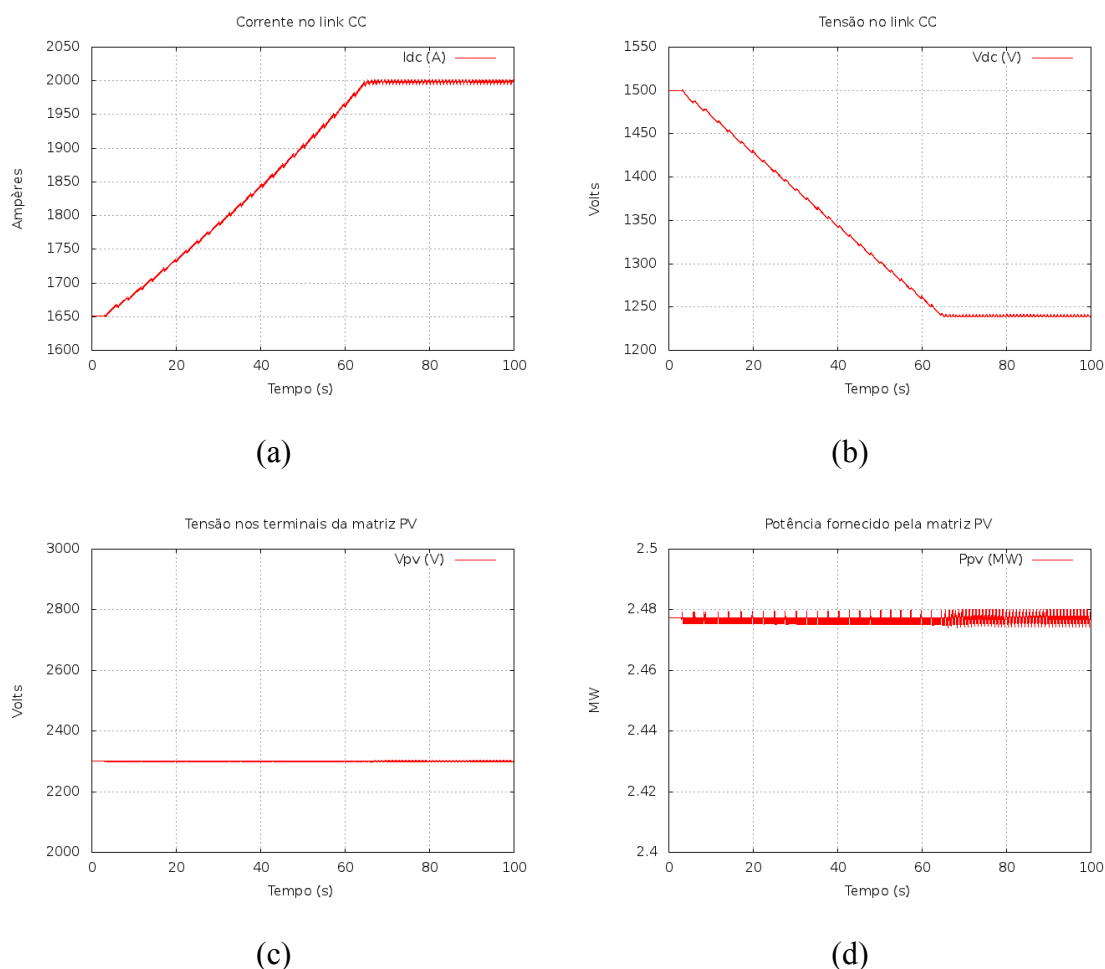 Corrente no link CC
2050
2000
1950
1900
1850
1800
1750
1700
1650
1600
Ampères
Idc (A)
0 20 40 60 80 100
Tempo (s)
(a)
Tensão no link CC
1550
1500
1450
1400
1350
1300
1250
1200
Volts
Vdc (V)
0 20 40 60 80 100
Tempo (s)
(b)
Tensão nos terminais da matriz PV
3000
2800
2600
2400
2200
2000
Volts
Vpv (V)
0 20 40 60 80 100
Tempo (s)
(c)
Potência fornecido pela matriz PV
2.5
2.48
2.46
2.44
2.42
2.4
MW
Ppv (MW)
0 20 40 60 80 100
Tempo (s)
(d)